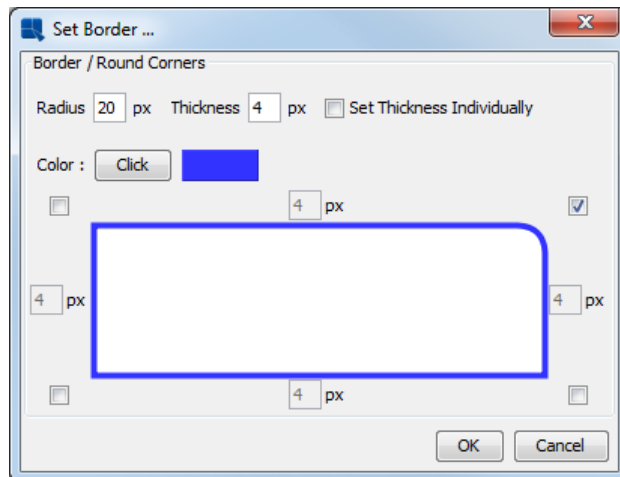 Set Border ...
Border / Round Corners
Radius 20 px Thickness 4 px Set Thickness Individually
Color : Click
4 px
4 px
4 px
4 px
OK Cancel